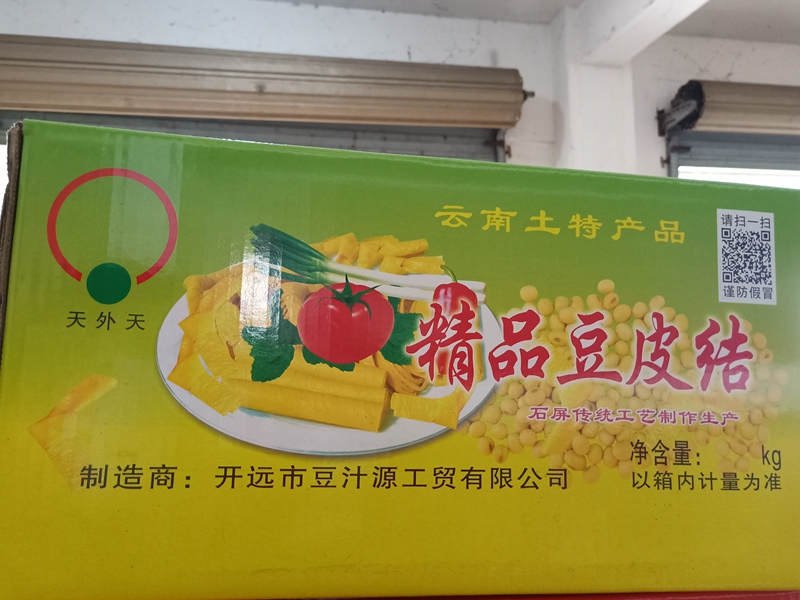 天外天
云南土特产品
请扫一扫
谨防假冒
精品豆皮结
石屏传统工艺制作生产
净含量： kg
以箱内计量为准
制造商：开远市豆汁源工贸有限公司